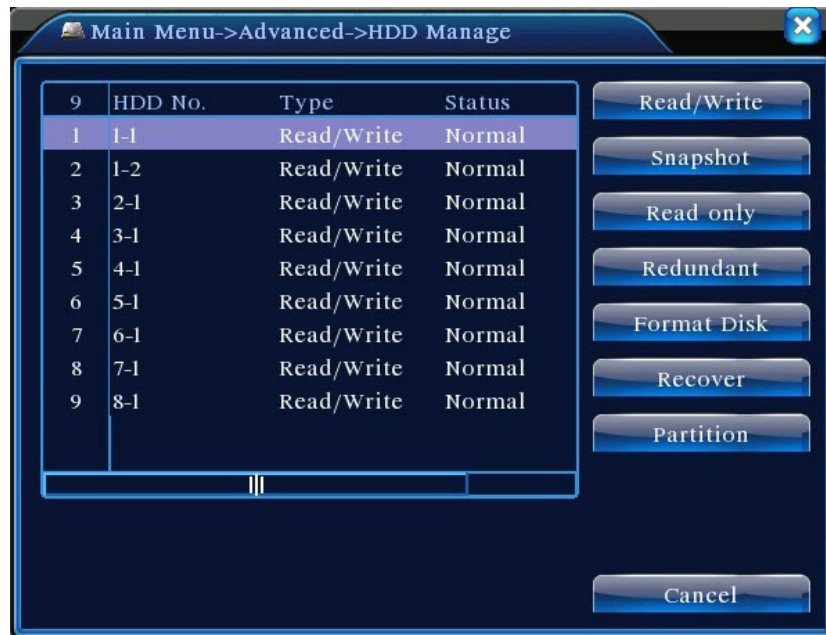 Main Menu->Advanced->HDD Manage
9 HDD No. Type Status
1 1-1 Read/Write Normal
2 1-2 Read/Write Normal
3 2-1 Read/Write Normal
4 3-1 Read/Write Normal
5 4-1 Read/Write Normal
6 5-1 Read/Write Normal
7 6-1 Read/Write Normal
8 7-1 Read/Write Normal
9 8-1 Read/Write Normal
Read/Write
Snapshot
Read only
Redundant
Format Disk
Recover
Partition
Cancel